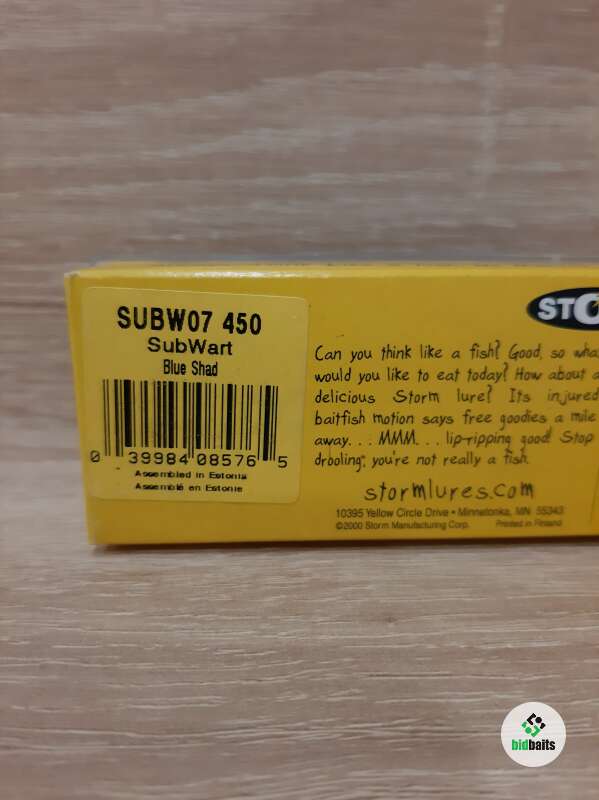 SUBW07 450
SubWart
Blue Shad
0 39984 08576 5
Assembled in Estonia
Assemblé en Estonie
STO
Can you think like a fish? Good, so wha
would you like to eat today? How about a
delicious Storm lure? Its injured
baitfish motion says free goodies a mile
away. . . MMM. . . lip-ripping good! Stop
drooling; you're not really a fish.
stormlures.com
10395 Yellow Circle Drive • Minnetonka, MN 55343
©2000 Storm Manufacturing Corp. Printed in Finland
bidbaits